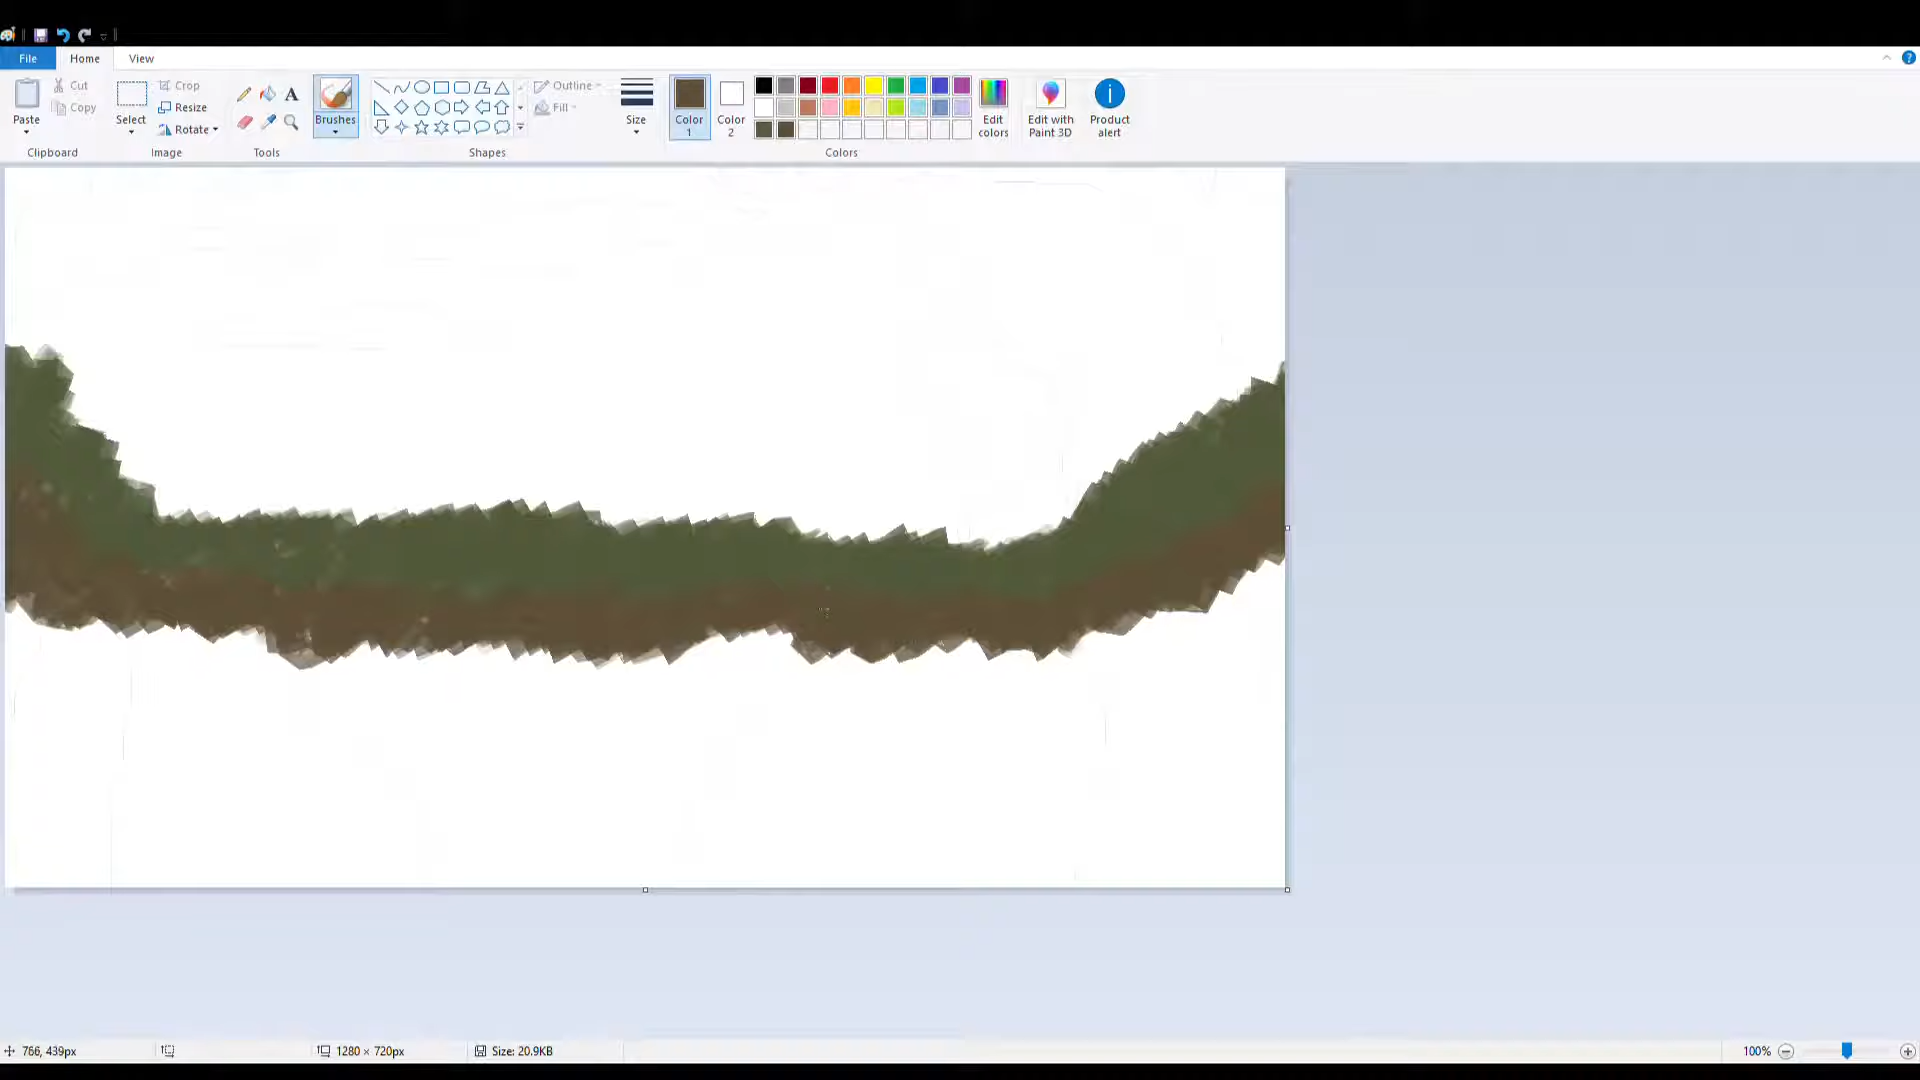 File Home View
Paste
Cut
Copy
Clipboard
Select
Crop
Resize
Rotate
Image
A
Tools
Brushes
Outline
Fill
Shapes
Size
Color
1
Color
2
Edit
colors
Colors
Edit with
Paint 3D
Product
alert
766, 439px
1280 × 720px
Size: 20.9KB
100%